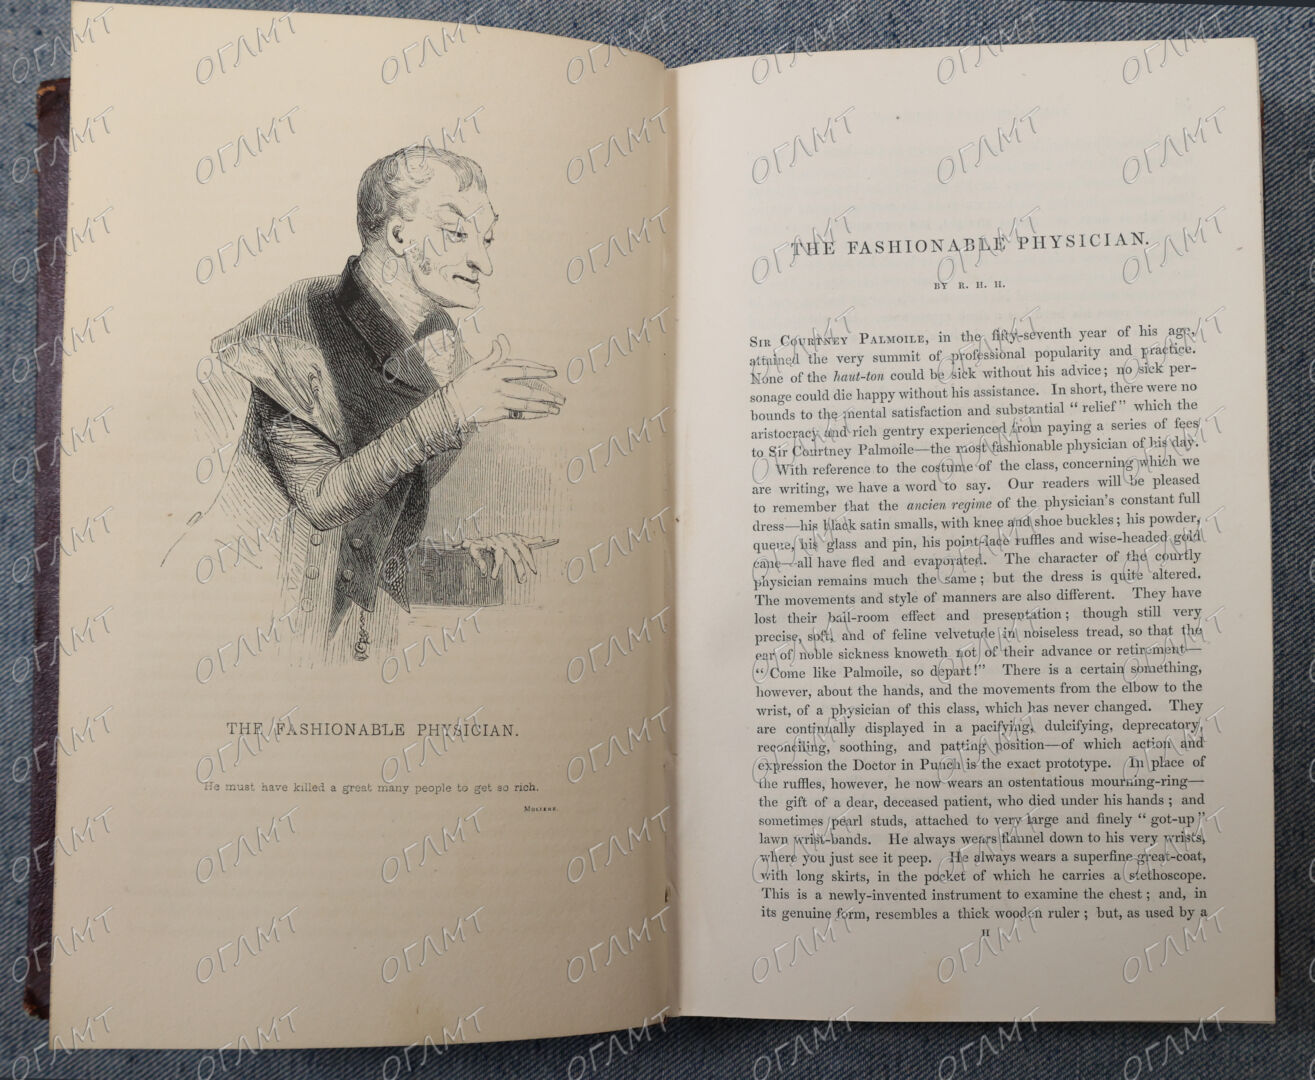 THE FASHIONABLE PHYSICIAN.
He must have killed a great many people to get so rich.
MOLIERE.
THE FASHIONABLE PHYSICIAN.
BY R. H. H.
SIR COURTNEY PALMOILE, in the fifty-seventh year of his age,
attained the very summit of professional popularity and practice.
None of the haut-ton could be sick without his advice; no sick per-
sonage could die happy without his assistance. In short, there were no
bounds to the mental satisfaction and substantial “relief” which the
aristocracy and rich gentry experienced from paying a series of fees
to Sir Courtney Palmoile—the most fashionable physician of his day.
With reference to the costume of the class, concerning which we
are writing, we have a word to say. Our readers will be pleased
to remember that the ancien regime of the physician's constant full
dress—his black satin smalls, with knee and shoe buckles; his powder,
queue, his glass and pin, his point-lace ruffles and wise-headed gold
cane—all have fled and evaporated. The character of the courtly
physician remains much the same; but the dress is quite altered.
The movements and style of manners are also different. They have
lost their ball-room effect and presentation; though still very
precise, soft, and of feline velvetude in noiseless tread, so that the
ear of noble sickness knoweth not of their advance or retirement—
“Come like Palmoile, so depart!” There is a certain something,
however, about the hands, and the movements from the elbow to the
wrist, of a physician of this class, which has never changed. They
are continually displayed in a pacifying, dulcifying, deprecatory,
reconciling, soothing, and patting position—of which action and
expression the Doctor in Punch is the exact prototype. In place of
the ruffles, however, he now wears an ostentatious mourning-ring—
the gift of a dear, deceased patient, who died under his hands; and
sometimes pearl studs, attached to very large and finely “got-up”
lawn wrist-bands. He always wears flannel down to his very wrists,
where you just see it peep. He always wears a superfine great-coat,
with long skirts, in the pocket of which he carries a stethoscope.
This is a newly-invented instrument to examine the chest; and, in
its genuine form, resembles a thick wooden ruler; but, as used by a
H
ОГЛМТ